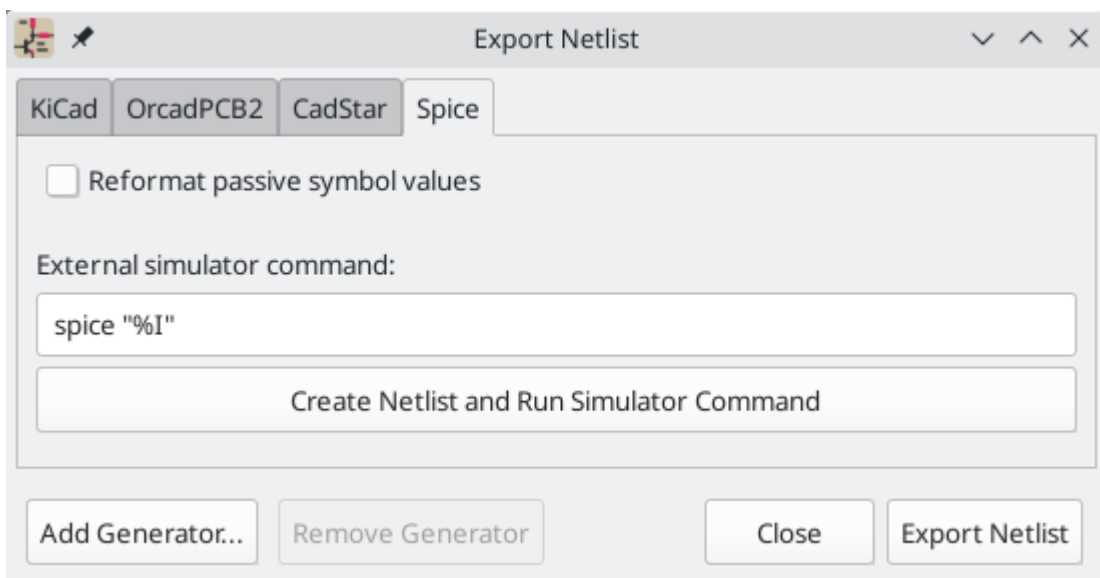 Export Netlist
KiCad OrcadPCB2 CadStar Spice
Reformat passive symbol values
External simulator command:
spice "%I"
Create Netlist and Run Simulator Command
Add Generator... Remove Generator Close Export Netlist